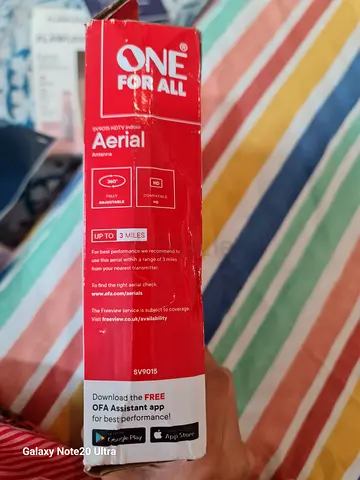 ONE®
FOR ALL
SV9015 HDTV Indoor
Aerial
Antenna
360°
FULLY
ADJUSTABLE
HD
COMPATIBLE
HD
UP TO 3 MILES
For best performance we recommend to
use this aerial within a range of 3 miles
from your nearest transmitter.
To find the right aerial check
www.ofa.com/aerials
The Freeview service is subject to coverage.
Visit freeview.co.uk/availability
SV9015
Download the FREE
OFA Assistant app
for best performance!
Google Play
App Store
Galaxy Note20 Ultra